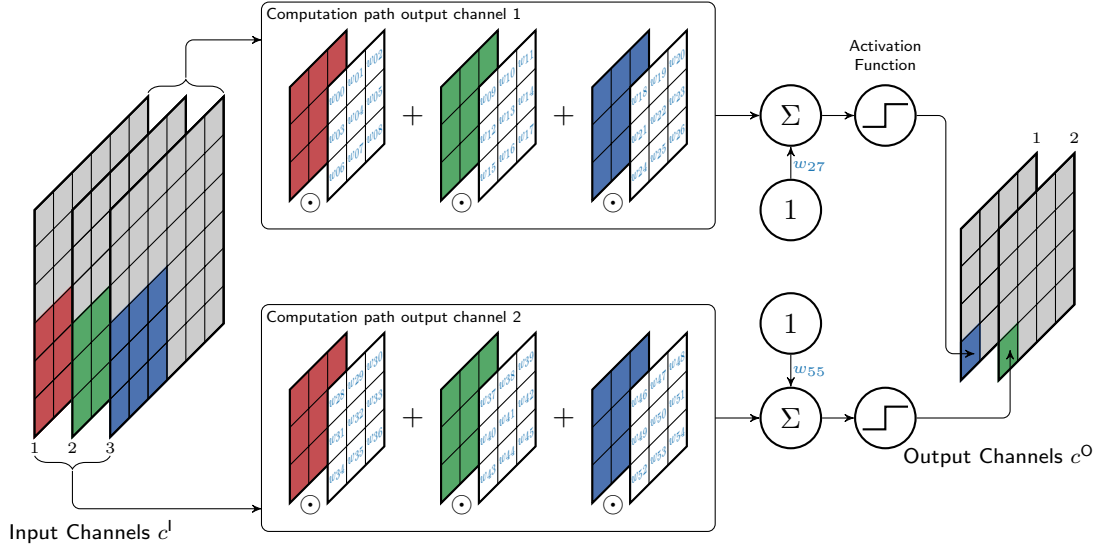 Computation path output channel 1
w00 w01 w02
w03 w04 w05
w06 w07 w08
+
w09 w10 w11
w12 w13 w14
w15 w16 w17
+
w18 w19 w20
w21 w22 w23
w24 w25 w26
⊙ ⊙ ⊙
Σ
w27
1
Activation
Function
1 2
Computation path output channel 2
w28 w29 w30
w31 w32 w33
w34 w35 w36
+
w37 w38 w39
w40 w41 w42
w43 w44 w45
+
w46 w47 w48
w49 w50 w51
w52 w53 w54
⊙ ⊙ ⊙
1
w55
Σ
1 2 3
Input Channels cᴵ
Output Channels cᴼ